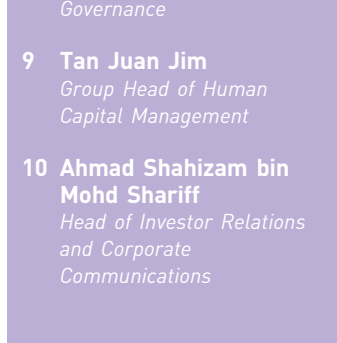 Governance
9 Tan Juan Jim
Group Head of Human
Capital Management
10 Ahmad Shahizam bin
Mohd Shariff
Head of Investor Relations
and Corporate
Communications